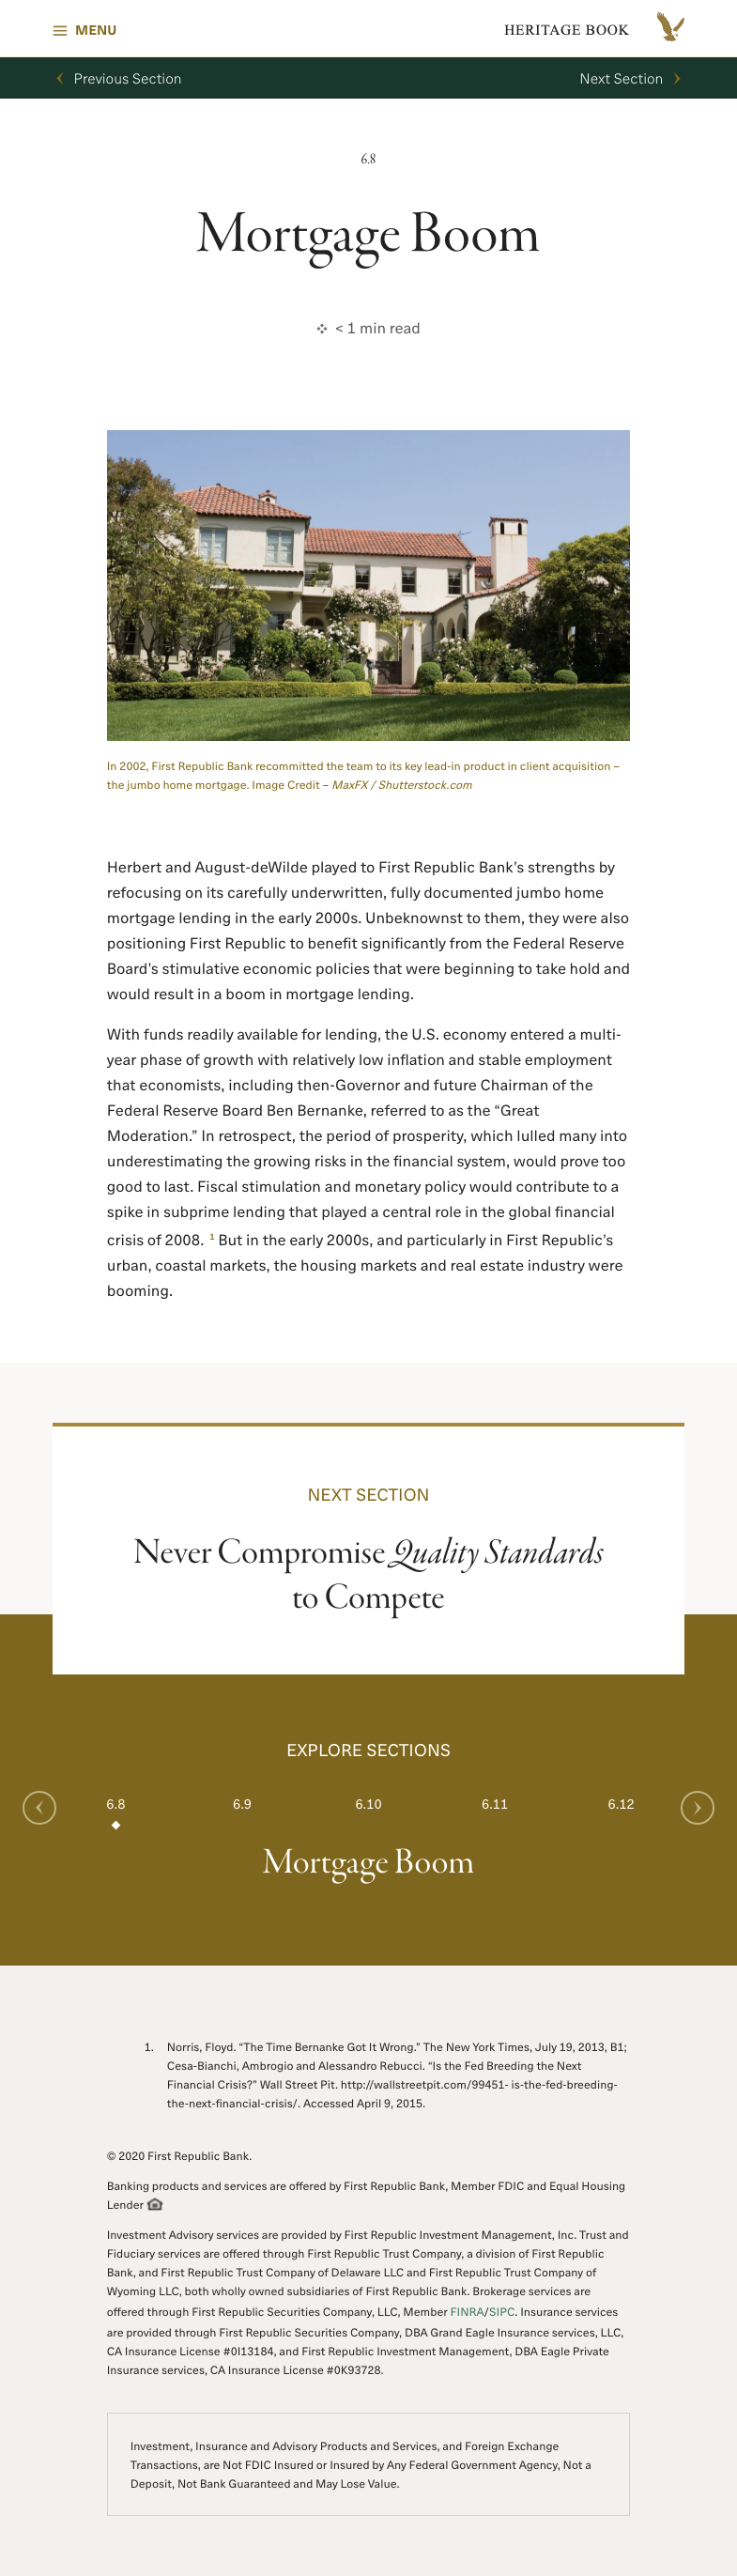 MENU
HERITAGE BOOK
Previous Section
Next Section
6.8
Mortgage Boom
< 1 min read
In 2002, First Republic Bank recommitted the team to its key lead-in product in client acquisition –
the jumbo home mortgage. Image Credit – MaxFX / Shutterstock.com
Herbert and August-deWilde played to First Republic Bank’s strengths by
refocusing on its carefully underwritten, fully documented jumbo home
mortgage lending in the early 2000s. Unbeknownst to them, they were also
positioning First Republic to benefit significantly from the Federal Reserve
Board's stimulative economic policies that were beginning to take hold and
would result in a boom in mortgage lending.
With funds readily available for lending, the U.S. economy entered a multi-
year phase of growth with relatively low inflation and stable employment
that economists, including then-Governor and future Chairman of the
Federal Reserve Board Ben Bernanke, referred to as the “Great
Moderation.” In retrospect, the period of prosperity, which lulled many into
underestimating the growing risks in the financial system, would prove too
good to last. Fiscal stimulation and monetary policy would contribute to a
spike in subprime lending that played a central role in the global financial
crisis of 2008. 1 But in the early 2000s, and particularly in First Republic’s
urban, coastal markets, the housing markets and real estate industry were
booming.
NEXT SECTION
Never Compromise Quality Standards
to Compete
EXPLORE SECTIONS
6.8 6.9 6.10 6.11 6.12
Mortgage Boom
1. Norris, Floyd. “The Time Bernanke Got It Wrong.” The New York Times, July 19, 2013, B1;
Cesa-Bianchi, Ambrogio and Alessandro Rebucci. “Is the Fed Breeding the Next
Financial Crisis?” Wall Street Pit. http://wallstreetpit.com/99451- is-the-fed-breeding-
the-next-financial-crisis/. Accessed April 9, 2015.
© 2020 First Republic Bank.
Banking products and services are offered by First Republic Bank, Member FDIC and Equal Housing
Lender
Investment Advisory services are provided by First Republic Investment Management, Inc. Trust and
Fiduciary services are offered through First Republic Trust Company, a division of First Republic
Bank, and First Republic Trust Company of Delaware LLC and First Republic Trust Company of
Wyoming LLC, both wholly owned subsidiaries of First Republic Bank. Brokerage services are
offered through First Republic Securities Company, LLC, Member FINRA/SIPC. Insurance services
are provided through First Republic Securities Company, DBA Grand Eagle Insurance services, LLC,
CA Insurance License #0I13184, and First Republic Investment Management, DBA Eagle Private
Insurance services, CA Insurance License #0K93728.
Investment, Insurance and Advisory Products and Services, and Foreign Exchange
Transactions, are Not FDIC Insured or Insured by Any Federal Government Agency, Not a
Deposit, Not Bank Guaranteed and May Lose Value.